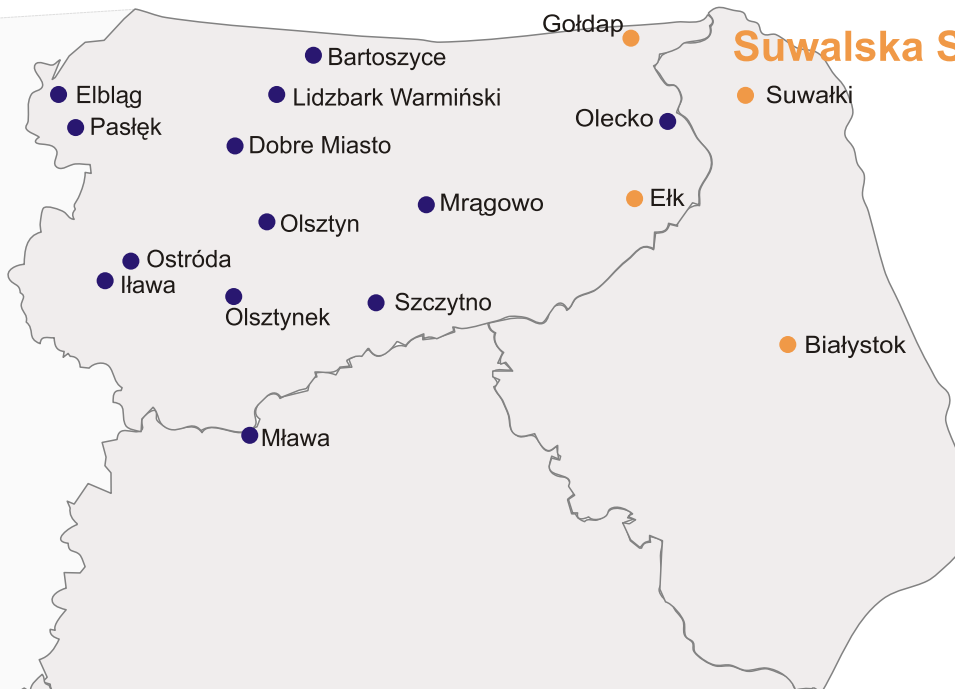 Gołdap
Suwalska S
Bartoszyce
Elbląg
Lidzbark Warmiński
Suwałki
Pasłęk
Olecko
Dobre Miasto
Ełk
Mrągowo
Olsztyn
Ostróda
Iława
Szczytno
Olsztynek
Białystok
Mława